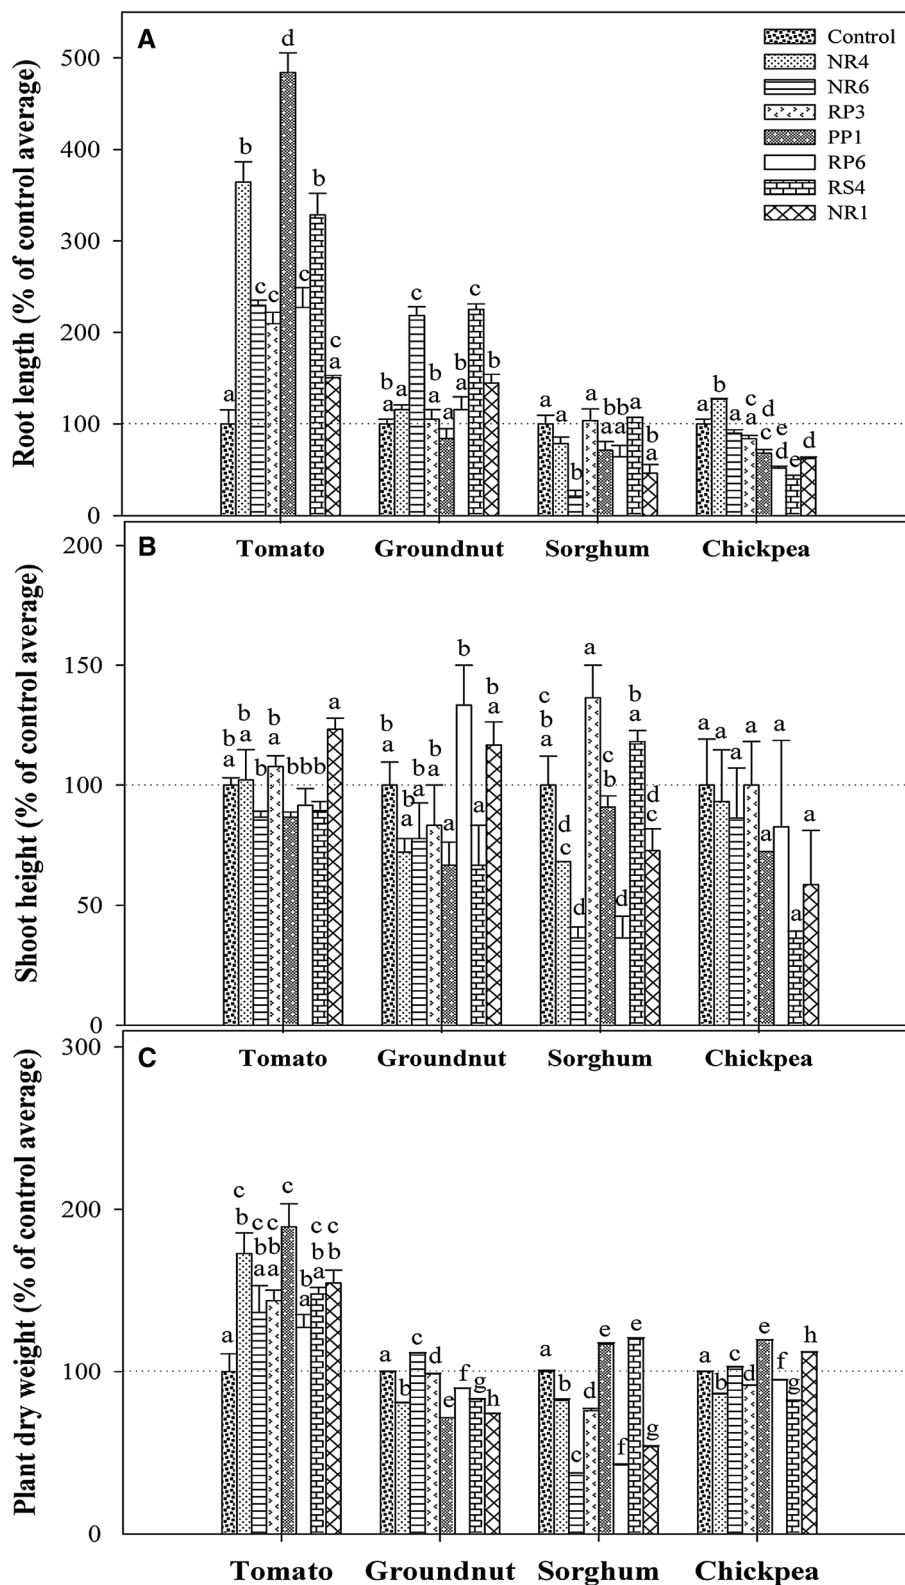 A
Root length (% of control average)
500
400
300
200
100
0
Control
NR4
NR6
RP3
PP1
RP6
RS4
NR1
a b c c d c b c a
b a a c b a a b a c b
a a b a b a b a a b a
a b a c a d c e d e d
Tomato Groundnut Sorghum Chickpea
B
Shoot height (% of control average)
200
150
100
50
0
b a b a b b a b b b a
b a b a b a b a a b a b a
c b a d c d a c b d b a d c
a a a a a a a a
Tomato Groundnut Sorghum Chickpea
C
Plant dry weight (% of control average)
300
200
100
0
a c b c b a c b a c b a c b a c b
a b c d e f g h
a b c d e f e g
a b c d e f g h
Tomato Groundnut Sorghum Chickpea